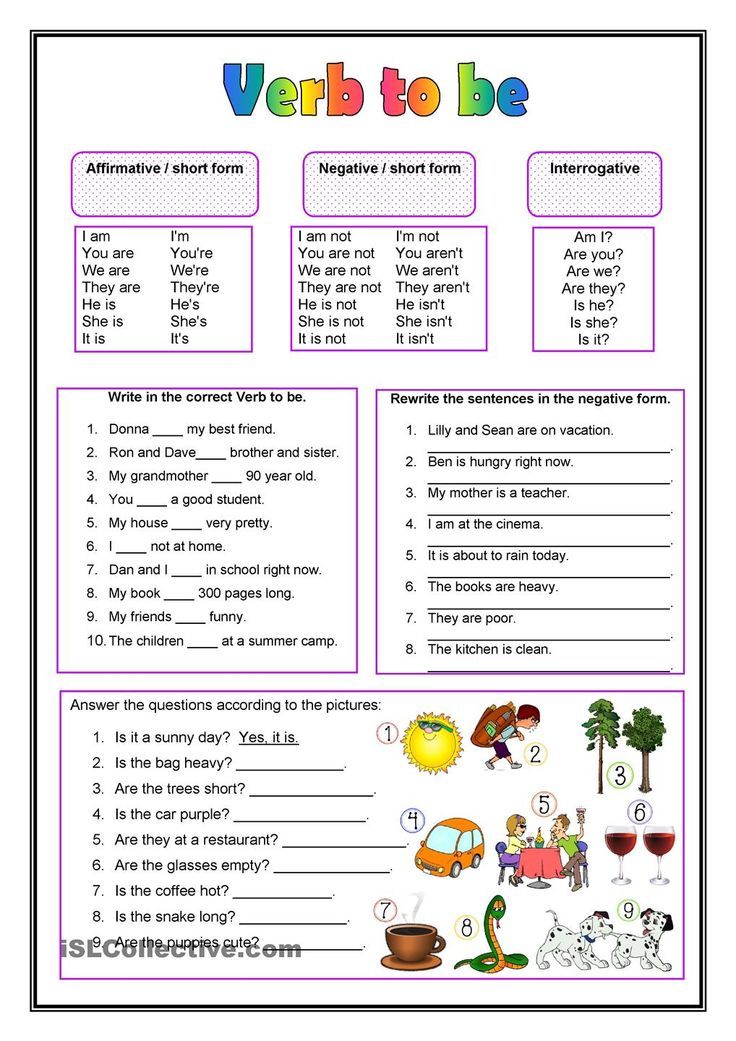 Verb to be
Affirmative / short form
I am I'm
You are You're
We are We're
They are They're
He is He's
She is She's
It is It's
Negative / short form
I am not I'm not
You are not You aren't
We are not We aren't
They are not They aren't
He is not He isn't
She is not She isn't
It is not It isn't
Interrogative
Am I?
Are you?
Are we?
Are they?
Is he?
Is she?
Is it?
Write in the correct Verb to be.
1. Donna ____ my best friend.
2. Ron and Dave____ brother and sister.
3. My grandmother ____ 90 year old.
4. You ____ a good student.
5. My house ____ very pretty.
6. I ____ not at home.
7. Dan and I ____ in school right now.
8. My book ____ 300 pages long.
9. My friends ____ funny.
10. The children ____ at a summer camp.
Rewrite the sentences in the negative form.
1. Lilly and Sean are on vacation.
______________________________.
2. Ben is hungry right now.
______________________________.
3. My mother is a teacher.
______________________________.
4. I am at the cinema.
______________________________.
5. It is about to rain today.
______________________________.
6. The books are heavy.
______________________________.
7. They are poor.
______________________________.
8. The kitchen is clean.
______________________________.
Answer the questions according to the pictures:
1. Is it a sunny day? Yes, it is.
2. Is the bag heavy? ______________.
3. Are the trees short? ________________.
4. Is the car purple? _________________.
5. Are they at a restaurant? ________________.
6. Are the glasses empty? _______________.
7. Is the coffee hot? __________________.
8. Is the snake long? ______________.
9. Are the puppies cute? _____________.
1
2
3
4
5
6
7
8
9
iSLCollective.com